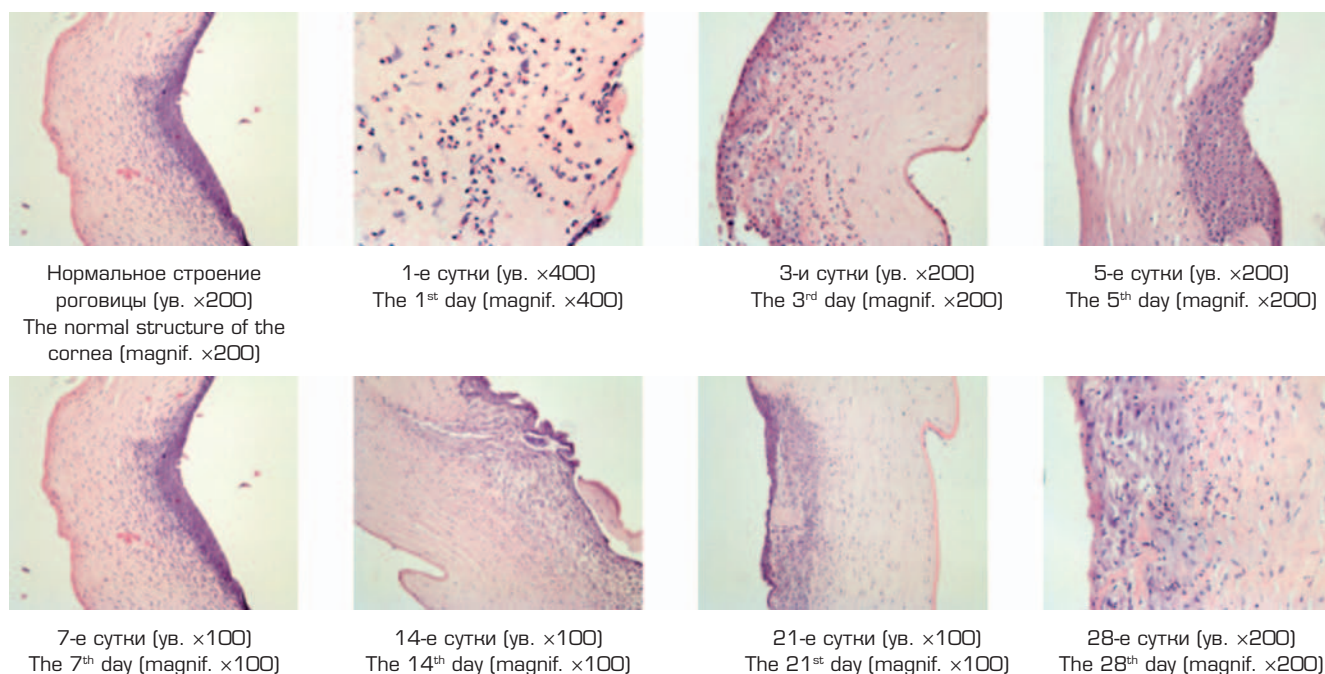 Нормальное строение
роговицы (ув. ×200)
The normal structure of the
cornea (magnif. ×200)
1-е сутки (ув. ×400)
The 1st day (magnif. ×400)
3-и сутки (ув. ×200)
The 3rd day (magnif. ×200)
5-е сутки (ув. ×200)
The 5th day (magnif. ×200)
7-е сутки (ув. ×100)
The 7th day (magnif. ×100)
14-е сутки (ув. ×100)
The 14th day (magnif. ×100)
21-е сутки (ув. ×100)
The 21st day (magnif. ×100)
28-е сутки (ув. ×200)
The 28th day (magnif. ×200)